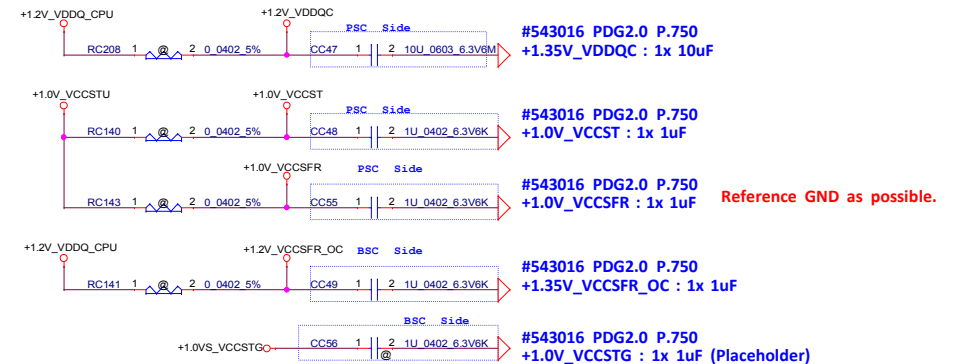 +1.2V_VDDQ_CPU +1.2V_VDDQC
PSC Side
RC208 1 @ 2 0_0402_5% CC47 1 2 10U_0603_6.3V6M
#543016 PDG2.0 P.750
+1.35V_VDDQC : 1x 10uF
+1.0V_VCCSTU +1.0V_VCCST
PSC Side
RC140 1 @ 2 0_0402_5% CC48 1 2 1U_0402_6.3V6K
#543016 PDG2.0 P.750
+1.0V_VCCST : 1x 1uF
+1.0V_VCCSFR PSC Side
RC143 1 @ 2 0_0402_5% CC55 1 2 1U_0402_6.3V6K
#543016 PDG2.0 P.750
+1.0V_VCCSFR : 1x 1uF
Reference GND as possible.
+1.2V_VDDQ_CPU +1.2V_VCCSFR_OC BSC Side
RC141 1 @ 2 0_0402_5% CC49 1 2 1U_0402_6.3V6K
#543016 PDG2.0 P.750
+1.35V_VCCSFR_OC : 1x 1uF
BSC Side
+1.0VS_VCCSTG CC56 1 2 1U_0402_6.3V6K
@
#543016 PDG2.0 P.750
+1.0V_VCCSTG : 1x 1uF (Placeholder)